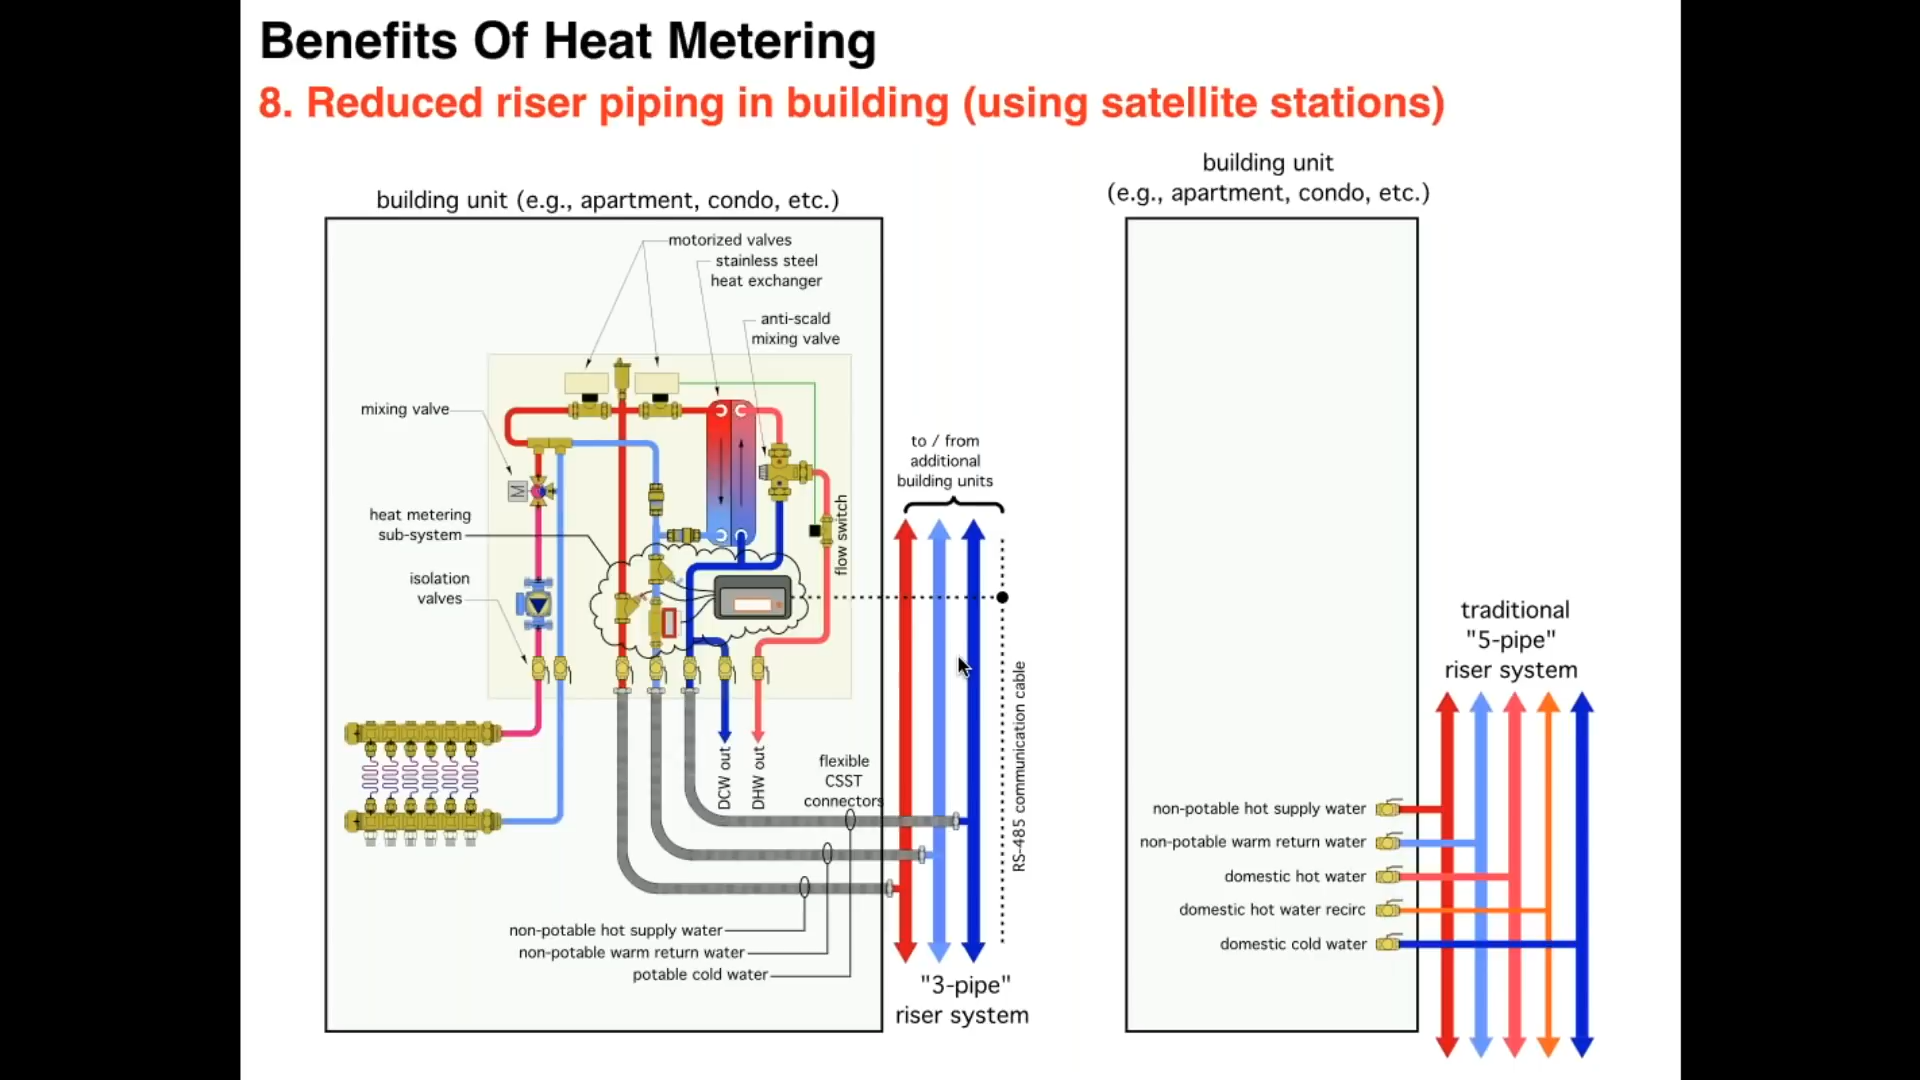 Benefits Of Heat Metering
8. Reduced riser piping in building (using satellite stations)
building unit (e.g., apartment, condo, etc.)
motorized valves
stainless steel
heat exchanger
anti-scald
mixing valve
mixing valve
M
heat metering
sub-system
isolation
valves
flow switch
to / from
additional
building units
RS-485 communication cable
DCW out
DHW out
flexible
CSST
connectors
non-potable hot supply water
non-potable warm return water
potable cold water
"3-pipe"
riser system
building unit
(e.g., apartment, condo, etc.)
traditional
"5-pipe"
riser system
non-potable hot supply water
non-potable warm return water
domestic hot water
domestic hot water recirc
domestic cold water